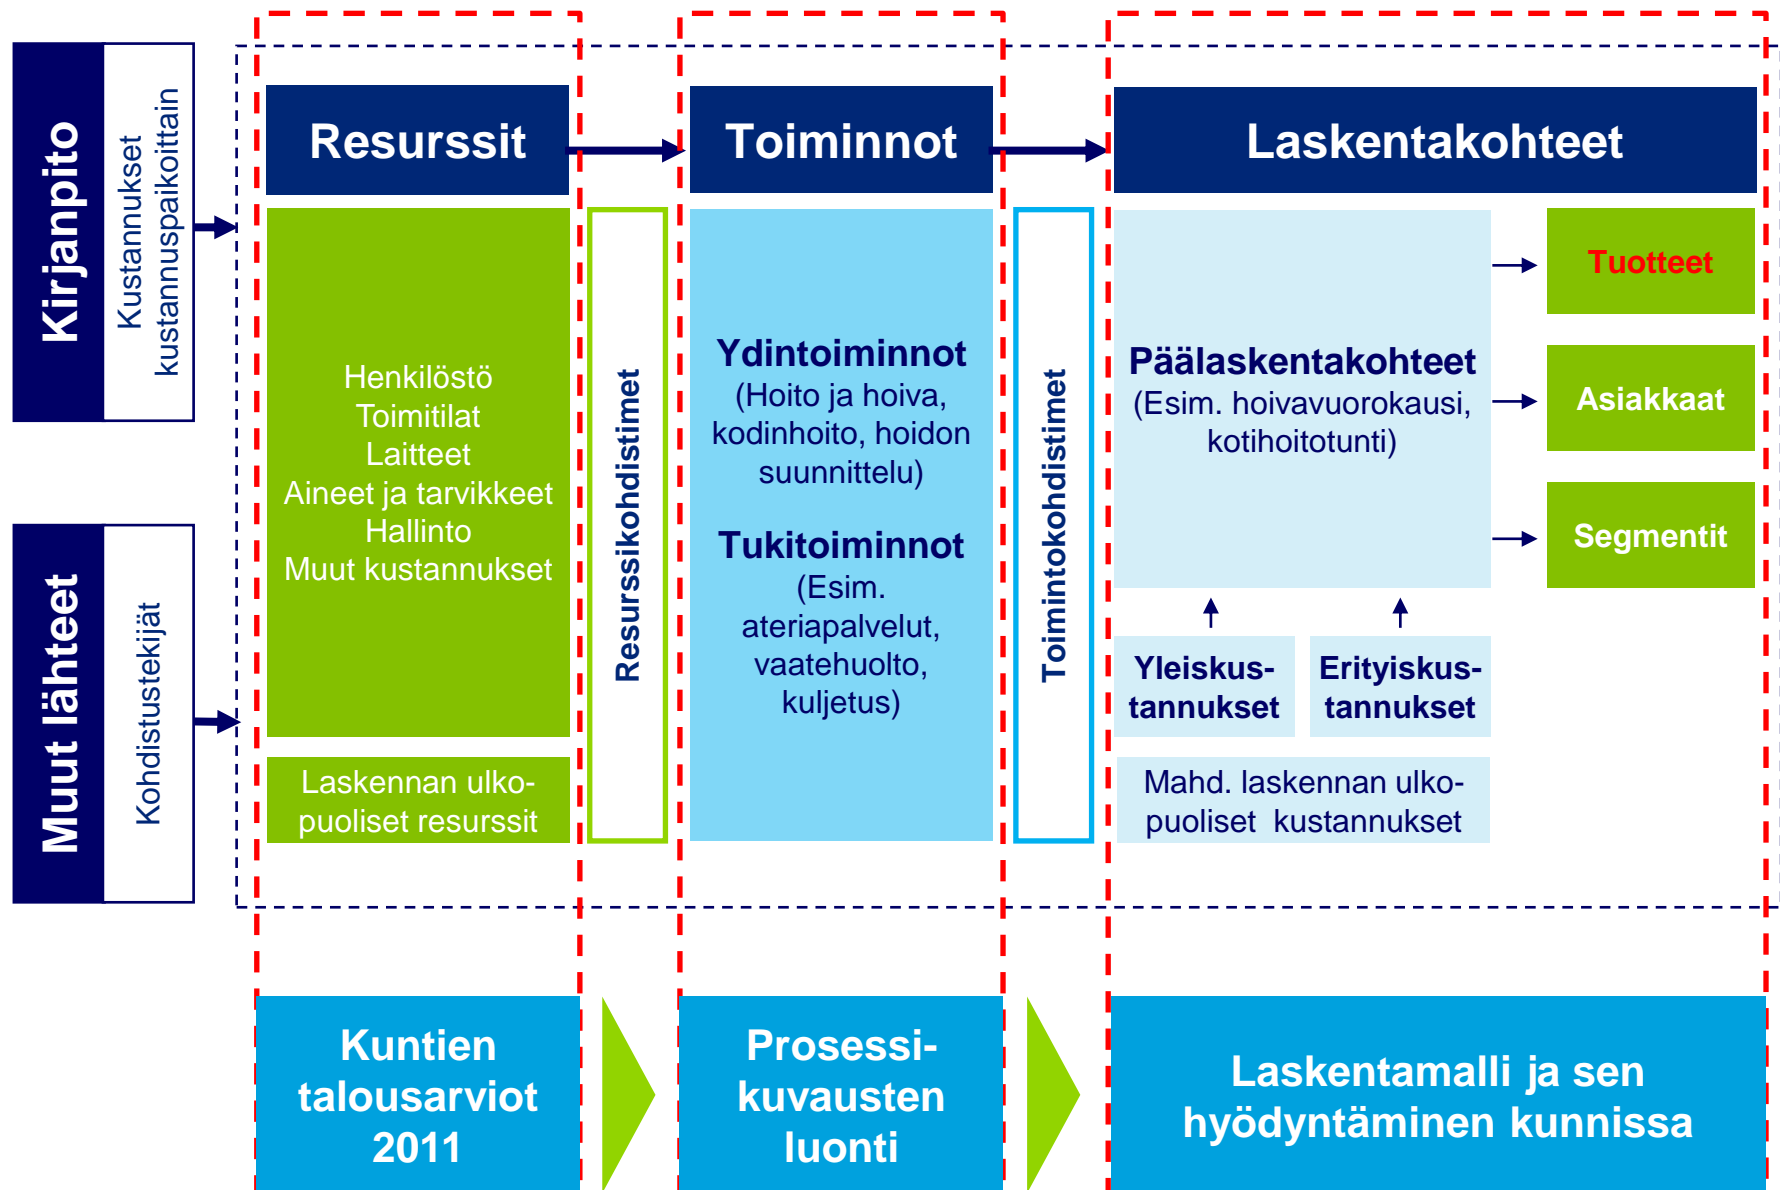 Kirjanpito
Kustannukset
kustannuspaikoittain
Muut lähteet
Kohdistustekijät
Resurssit
Henkilöstö
Toimitilat
Laitteet
Aineet ja tarvikkeet
Hallinto
Muut kustannukset
Laskennan ulko-
puoliset resurssit
Resurssikohdistimet
Toiminnot
Ydintoiminnot
(Hoito ja hoiva,
kodinhoito, hoidon
suunnittelu)
Tukitoiminnot
(Esim.
ateriapalvelut,
vaatehuolto,
kuljetus)
Toimintokohdistimet
Laskentakohteet
Päälaskentakohteet
(Esim. hoivavuorokausi,
kotihoitotunti)
Tuotteet
Asiakkaat
Segmentit
Yleiskus-
tannukset
Erityiskus-
tannukset
Mahd. laskennan ulko-
puoliset kustannukset
Kuntien
talousarviot
2011
Prosessi-
kuvausten
luonti
Laskentamalli ja sen
hyödyntäminen kunnissa